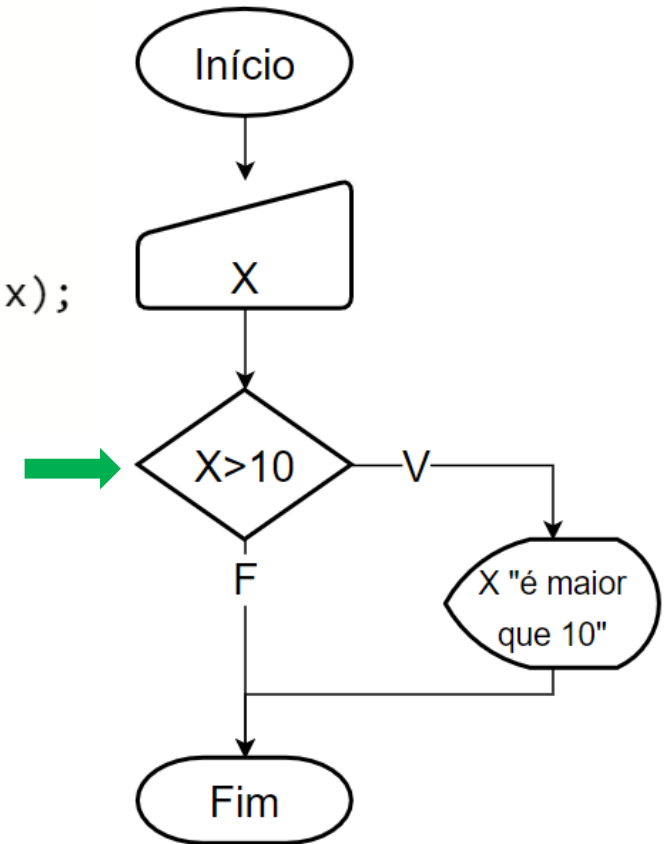 Início
X
x);
X>10
V
F
X "é maior
que 10"
Fim